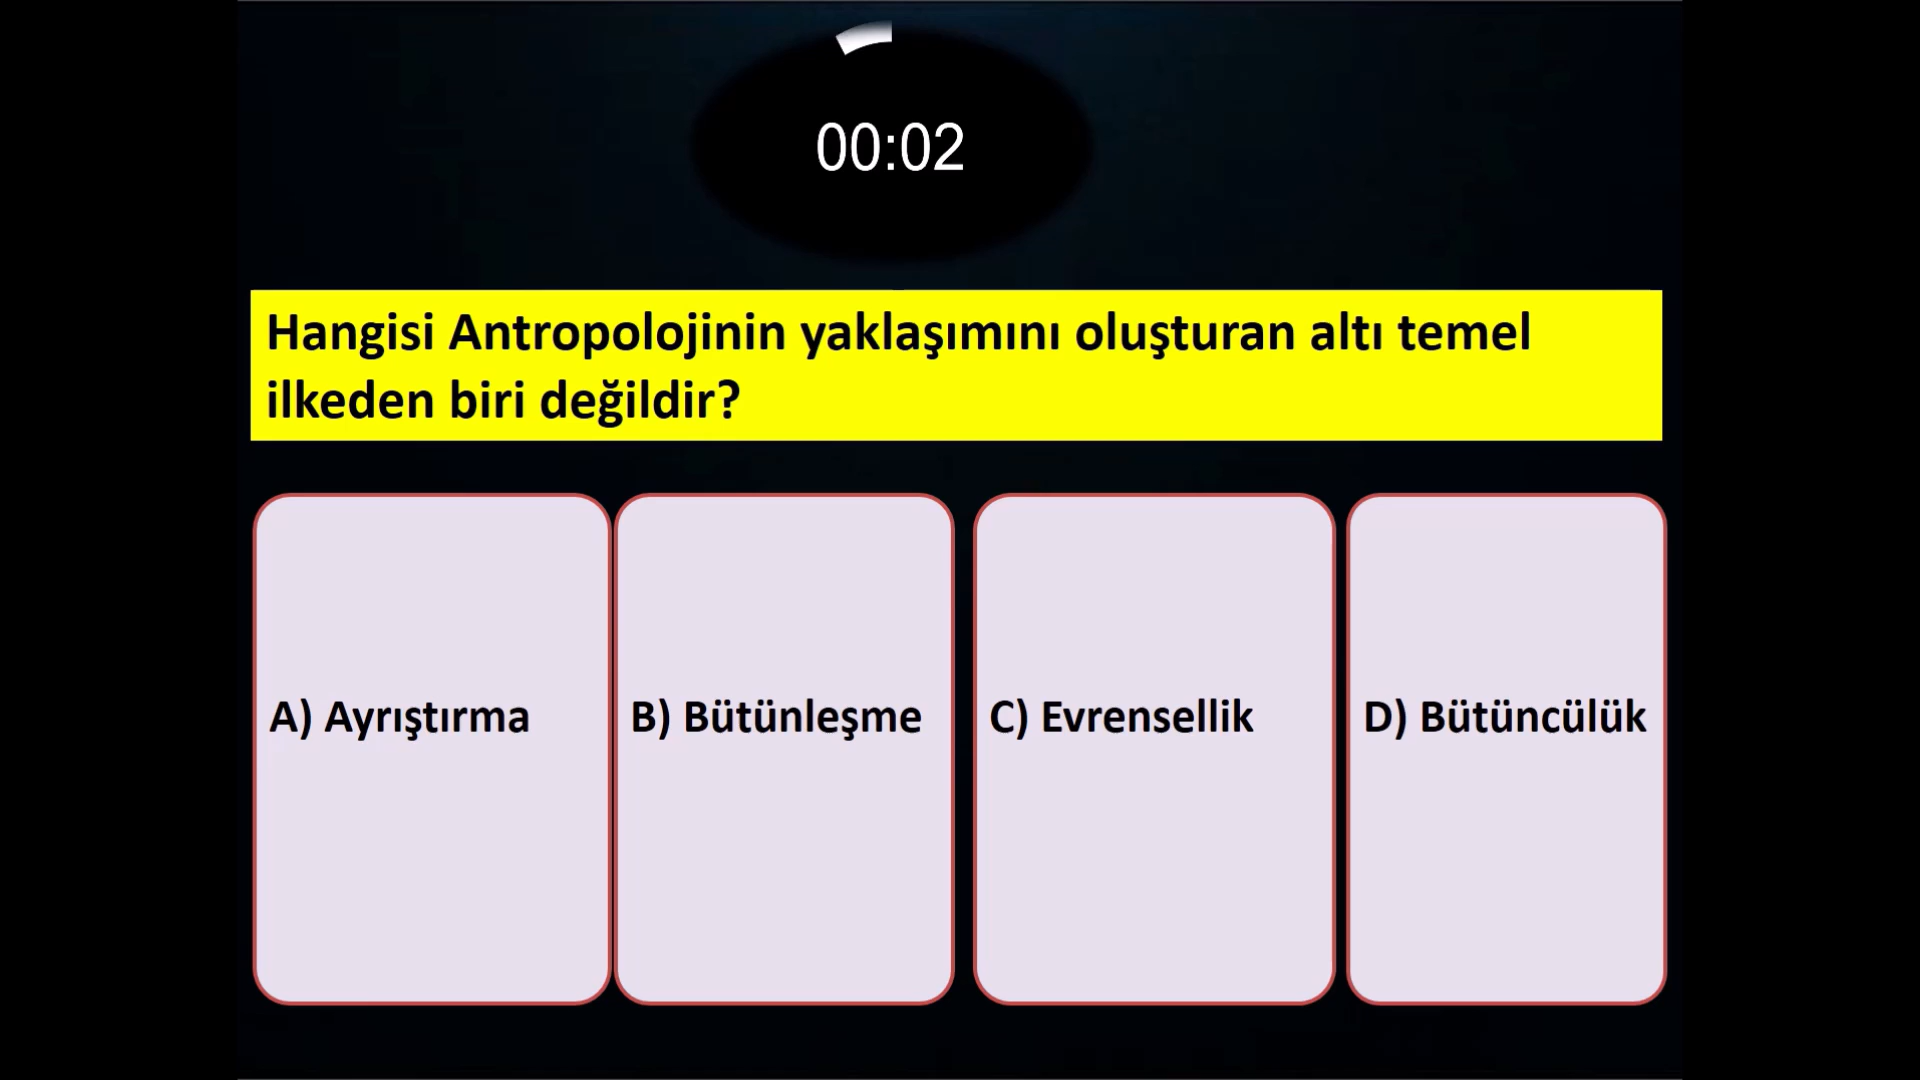 00:02
Hangisi Antropolojinin yaklaşımını oluşturan altı temel
ilkeden biri değildir?
A) Ayrıştırma
B) Bütünleşme
C) Evrensellik
D) Bütüncülük